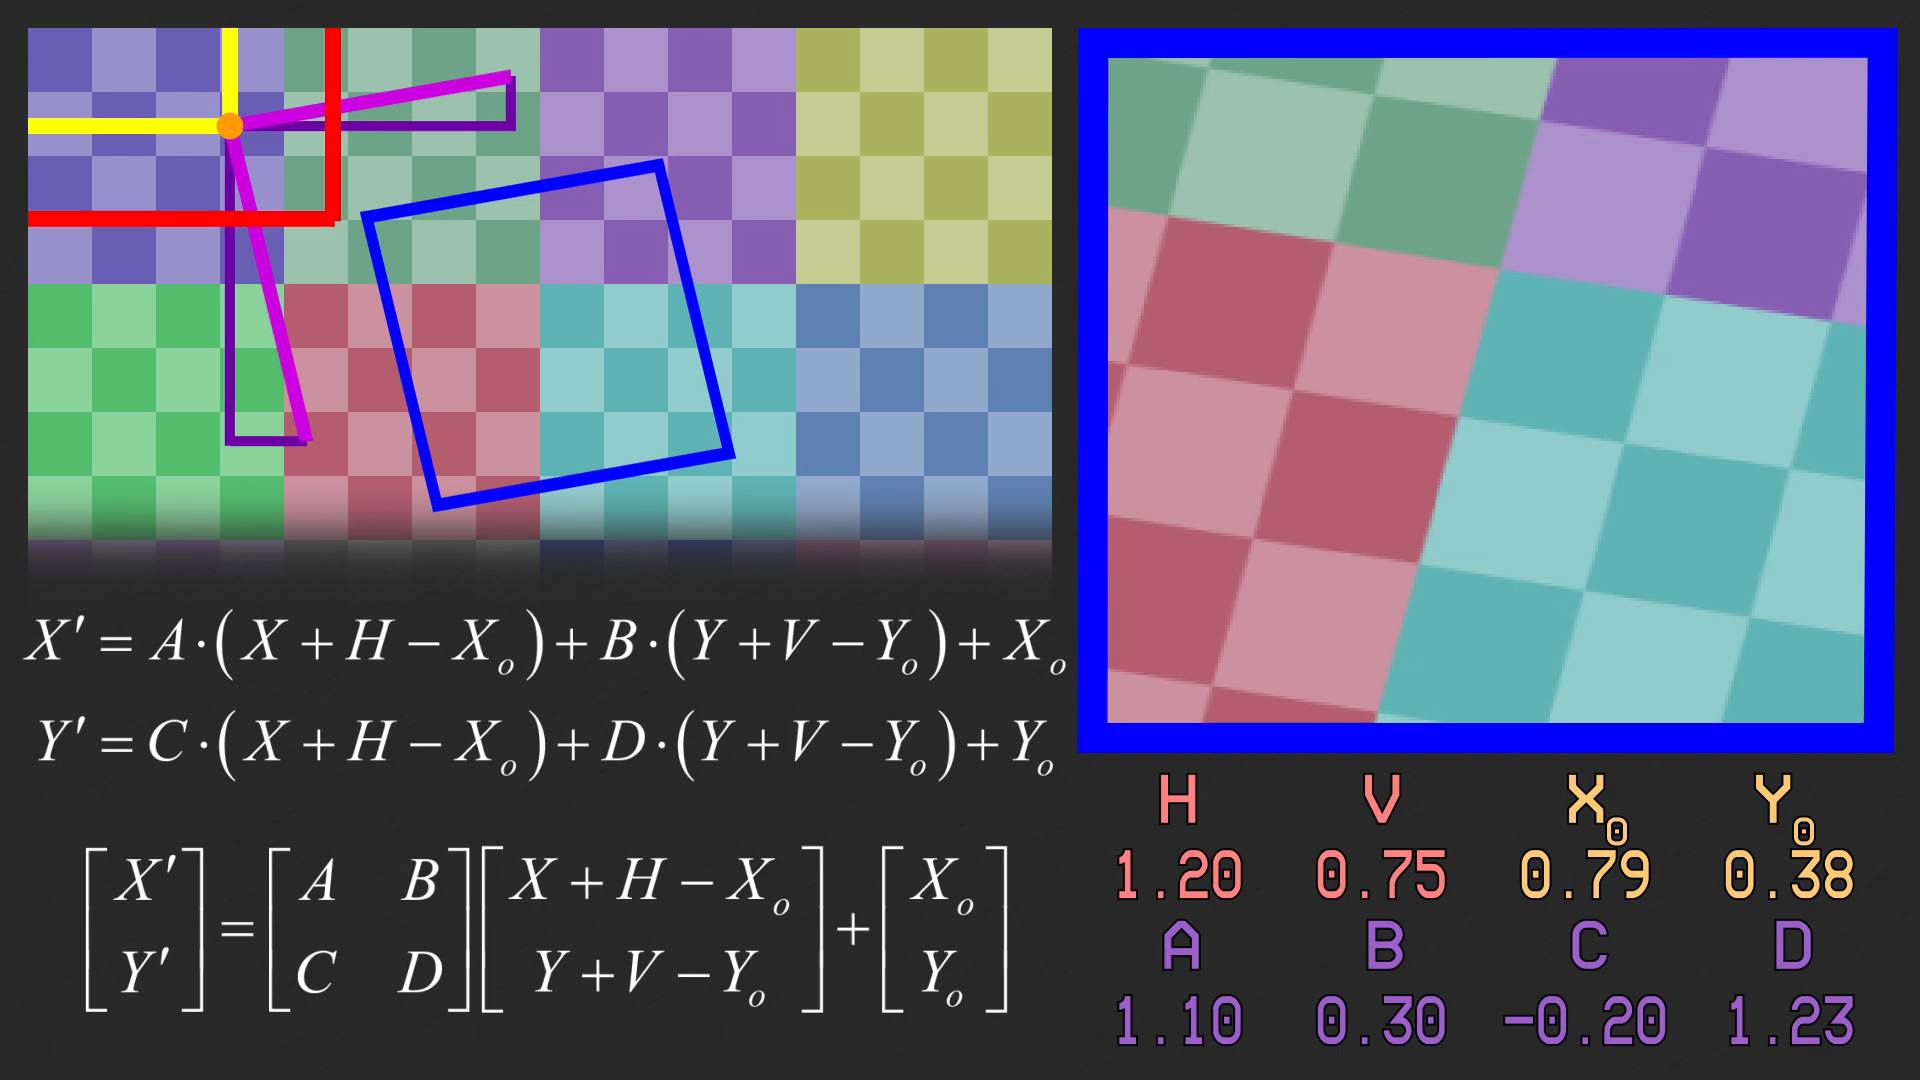 X′ = A·(X + H − Xₒ) + B·(Y + V − Yₒ) + Xₒ
Y′ = C·(X + H − Xₒ) + D·(Y + V − Yₒ) + Yₒ
[X′ Y′] = [A B C D] [X + H − Xₒ Y + V − Yₒ] + [Xₒ Yₒ]
H V X₀ Y₀
1.20 0.75 0.79 0.38
A B C D
1.10 0.30 −0.20 1.23